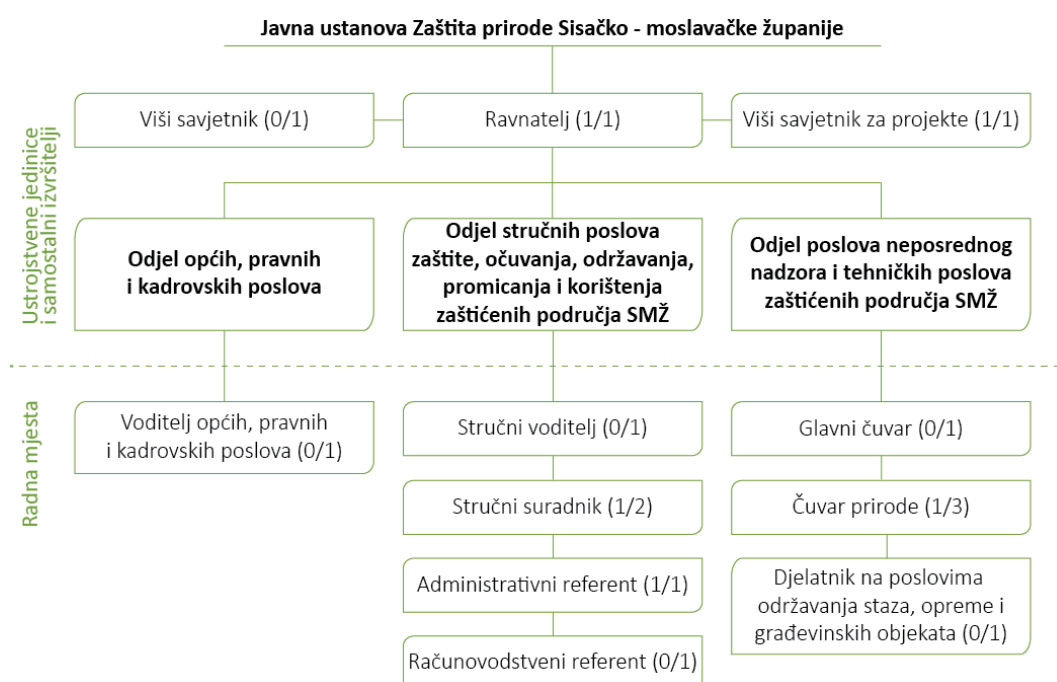 Javna ustanova Zaštita prirode Sisačko - moslavačke županije
Ustrojstvene jedinice
i samostalni izvršitelji
Viši savjetnik (0/1)
Ravnatelj (1/1)
Viši savjetnik za projekte (1/1)
Odjel općih, pravnih
i kadrovskih poslova
Odjel stručnih poslova
zaštite, očuvanja, održavanja,
promicanja i korištenja
zaštićenih područja SMŽ
Odjel poslova neposrednog
nadzora i tehničkih poslova
zaštićenih područja SMŽ
Radna mjesta
Voditelj općih, pravnih
i kadrovskih poslova (0/1)
Stručni voditelj (0/1)
Stručni suradnik (1/2)
Administrativni referent (1/1)
Računovodstveni referent (0/1)
Glavni čuvar (0/1)
Čuvar prirode (1/3)
Djelatnik na poslovima
održavanja staza, opreme i
građevinskih objekata (0/1)